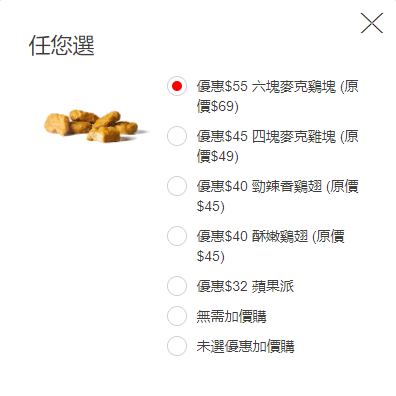 任您選
優惠$55 六塊麥克鷄塊 (原
價$69)
優惠$45 四塊麥克雞塊 (原
價$49)
優惠$40 勁辣香鷄翅 (原價
$45)
優惠$40 酥嫩鷄翅 (原價
$45)
優惠$32 蘋果派
無需加價購
未選優惠加價購